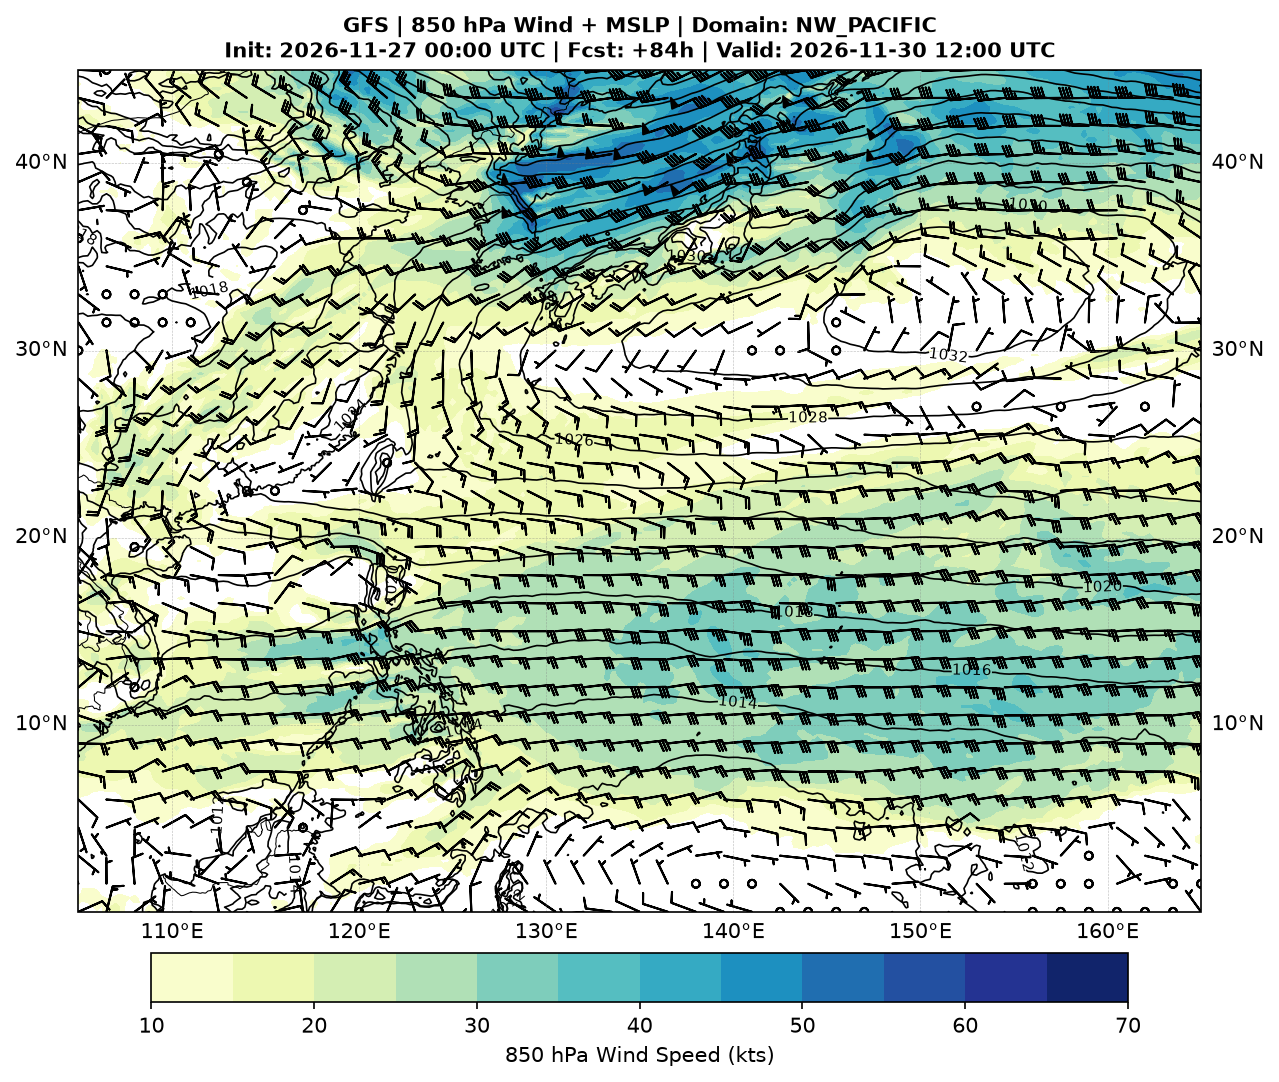 GFS | 850 hPa Wind + MSLP | Domain: NW_PACIFIC
Init: 2026-11-27 00:00 UTC | Fcst: +84h | Valid: 2026-11-30 12:00 UTC
40°N
40°N
1030
1018
30°N
1032
30°N
1024
1028
1026
20°N
20°N
1020
1018
1016
1014
10°N
10°N
110°E 120°E 130°E 140°E 150°E 160°E
10 20 30 40 50 60 70
850 hPa Wind Speed (kts)